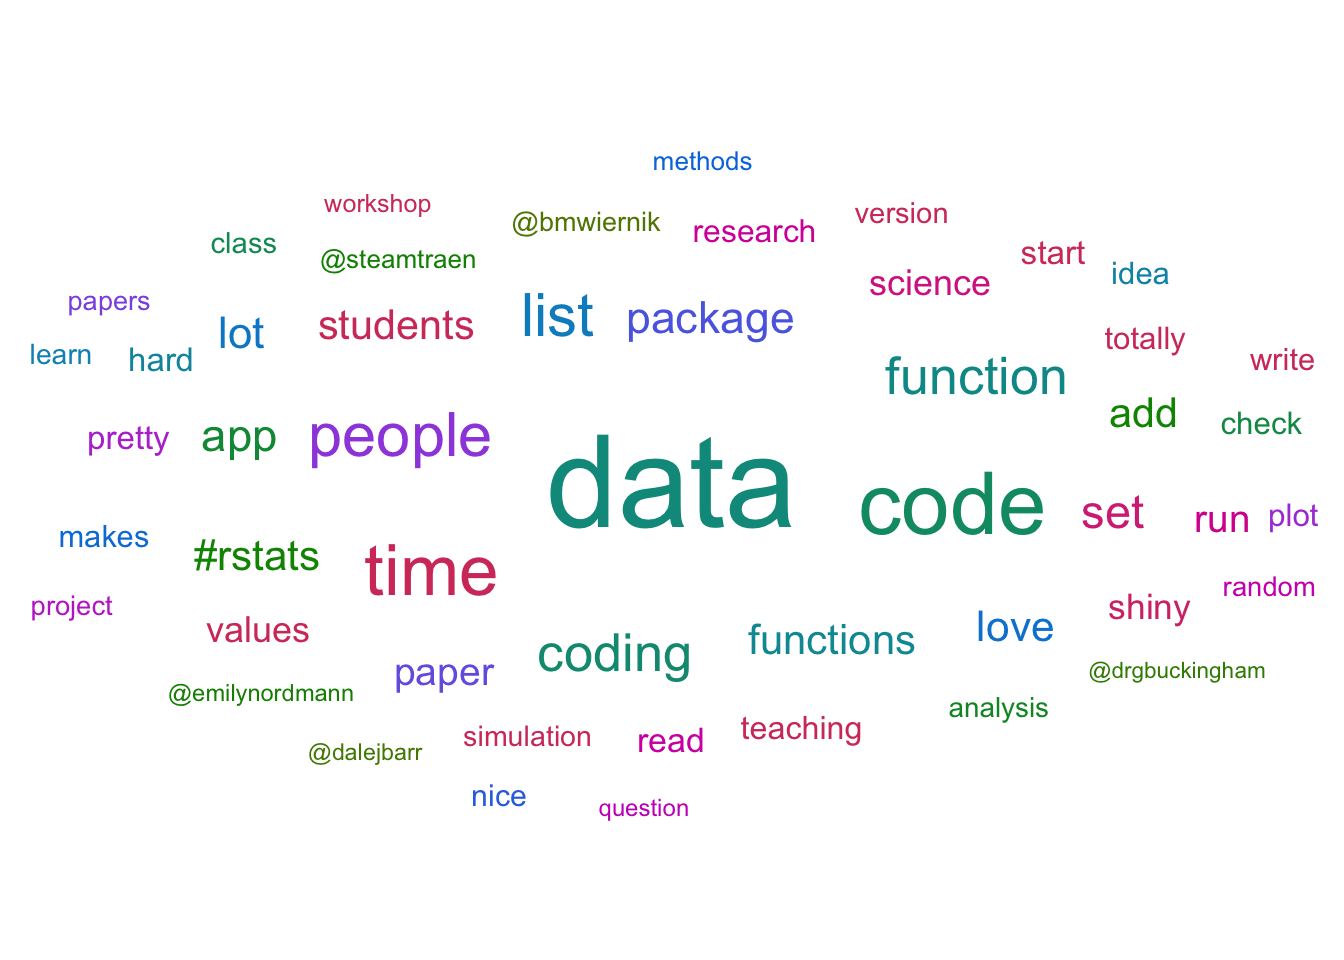 methods
workshop
@bmwiernik
research
version
class
@steamtraen
start
science
idea
papers
lot
students
list
package
totally
learn
hard
function
write
pretty
app
people
add
check
data
code
set
run
plot
makes
#rstats
time
random
project
values
coding
functions
love
shiny
@emilynordmann
paper
@drgbuckingham
analysis
@dalejbarr
simulation
read
teaching
nice
question